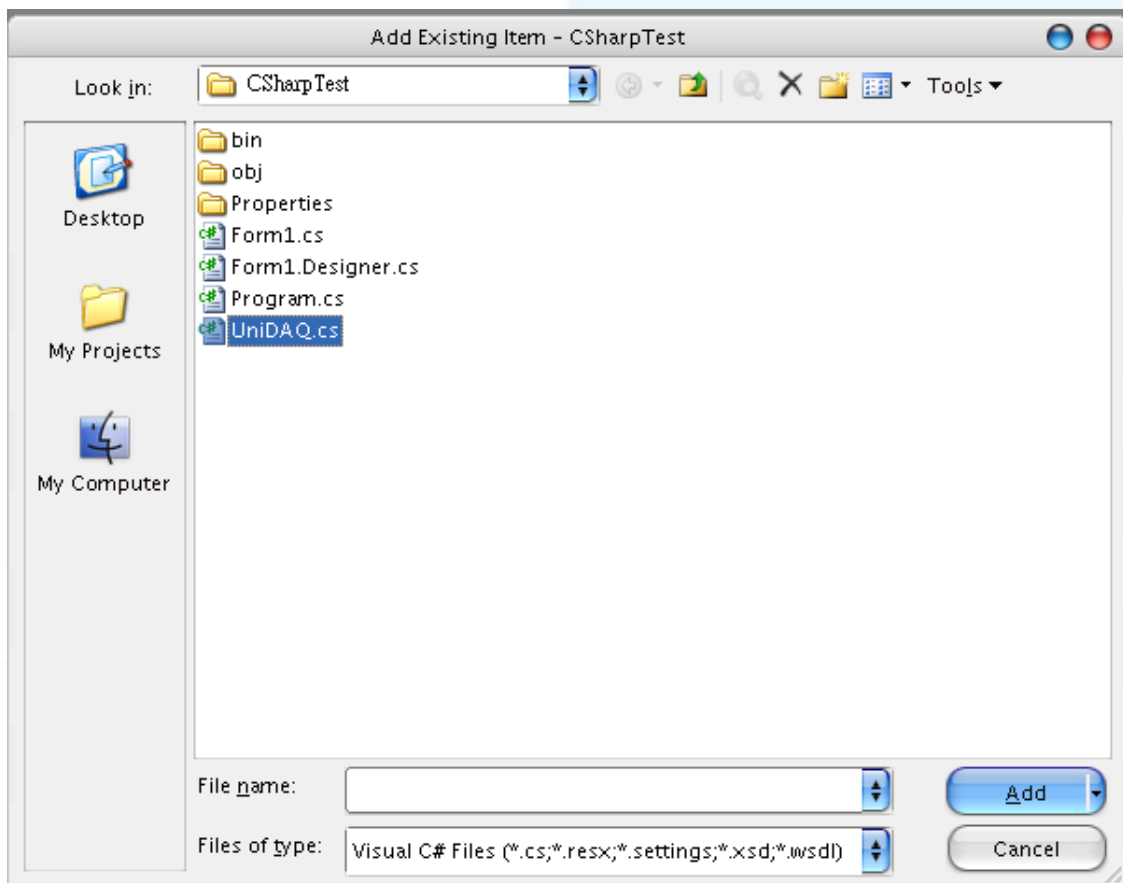 Add Existing Item - CSharpTest
Look in: CSharpTest Tools
bin
obj
Properties
Form1.cs
Form1.Designer.cs
Program.cs
UniDAQ.cs
Desktop
My Projects
My Computer
File name: Add
Files of type: Visual C# Files (*.cs;*.resx;*.settings;*.xsd;*.wsdl) Cancel